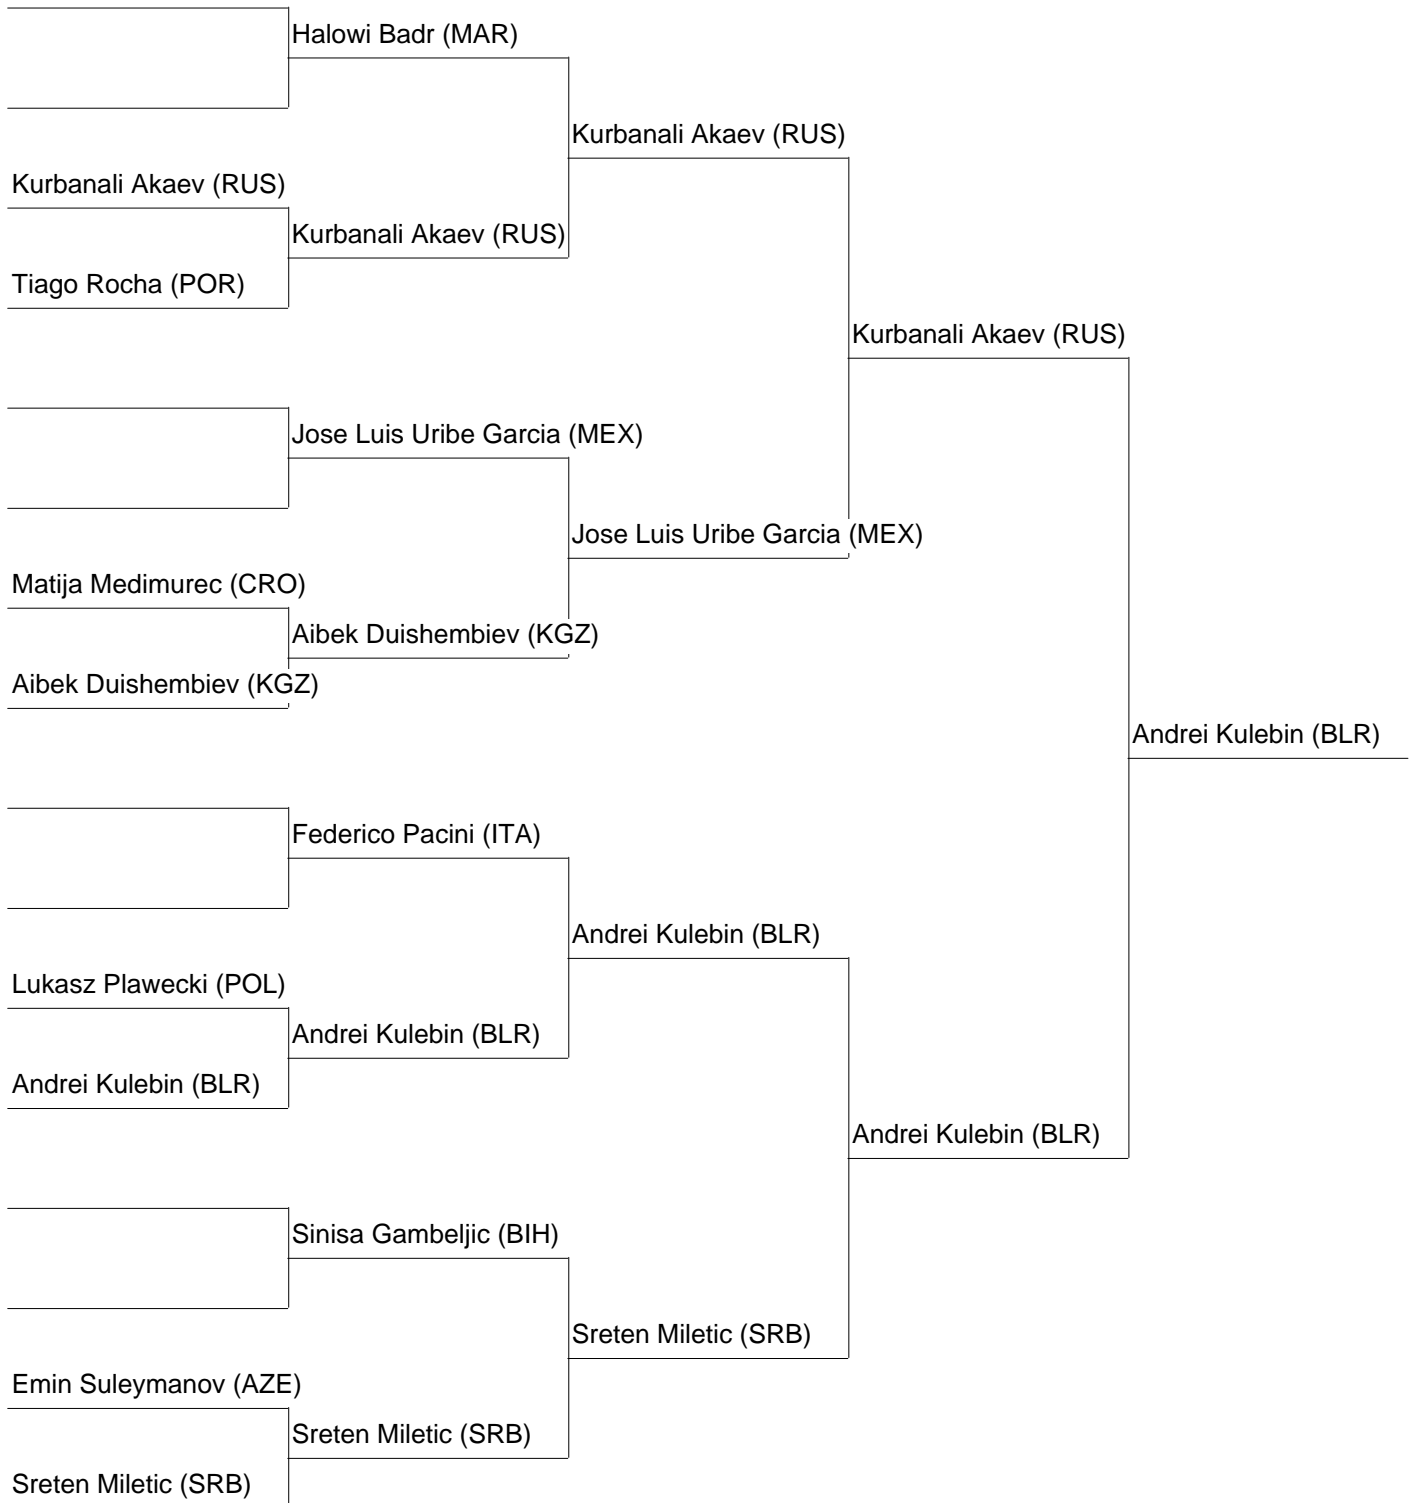 Halowi Badr (MAR)
Kurbanali Akaev (RUS)
Kurbanali Akaev (RUS)
Kurbanali Akaev (RUS)
Tiago Rocha (POR)
Kurbanali Akaev (RUS)
Jose Luis Uribe Garcia (MEX)
Jose Luis Uribe Garcia (MEX)
Matija Medimurec (CRO)
Aibek Duishembiev (KGZ)
Aibek Duishembiev (KGZ)
Andrei Kulebin (BLR)
Federico Pacini (ITA)
Andrei Kulebin (BLR)
Lukasz Plawecki (POL)
Andrei Kulebin (BLR)
Andrei Kulebin (BLR)
Andrei Kulebin (BLR)
Sinisa Gambeljic (BIH)
Sreten Miletic (SRB)
Emin Suleymanov (AZE)
Sreten Miletic (SRB)
Sreten Miletic (SRB)